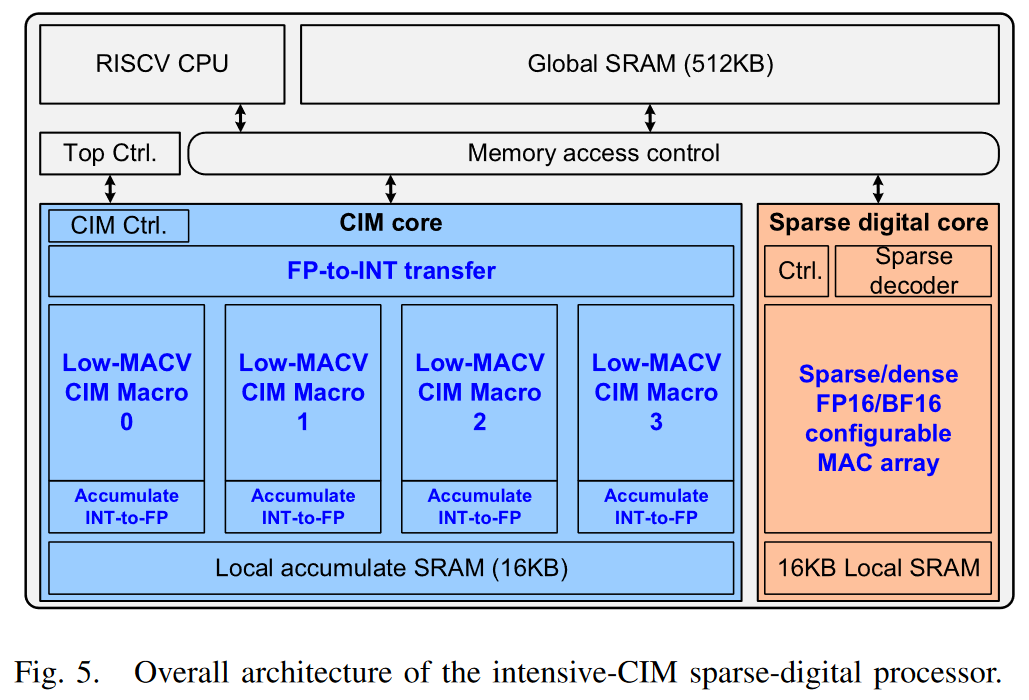 RISCV CPU
Global SRAM (512KB)
Top Ctrl.
Memory access control
CIM Ctrl.
CIM core
FP-to-INT transfer
Low-MACV
CIM Macro
0
Low-MACV
CIM Macro
1
Low-MACV
CIM Macro
2
Low-MACV
CIM Macro
3
Accumulate
INT-to-FP
Accumulate
INT-to-FP
Accumulate
INT-to-FP
Accumulate
INT-to-FP
Local accumulate SRAM (16KB)
Sparse digital core
Ctrl.
Sparse
decoder
Sparse/dense
FP16/BF16
configurable
MAC array
16KB Local SRAM
Fig. 5. Overall architecture of the intensive-CIM sparse-digital processor.